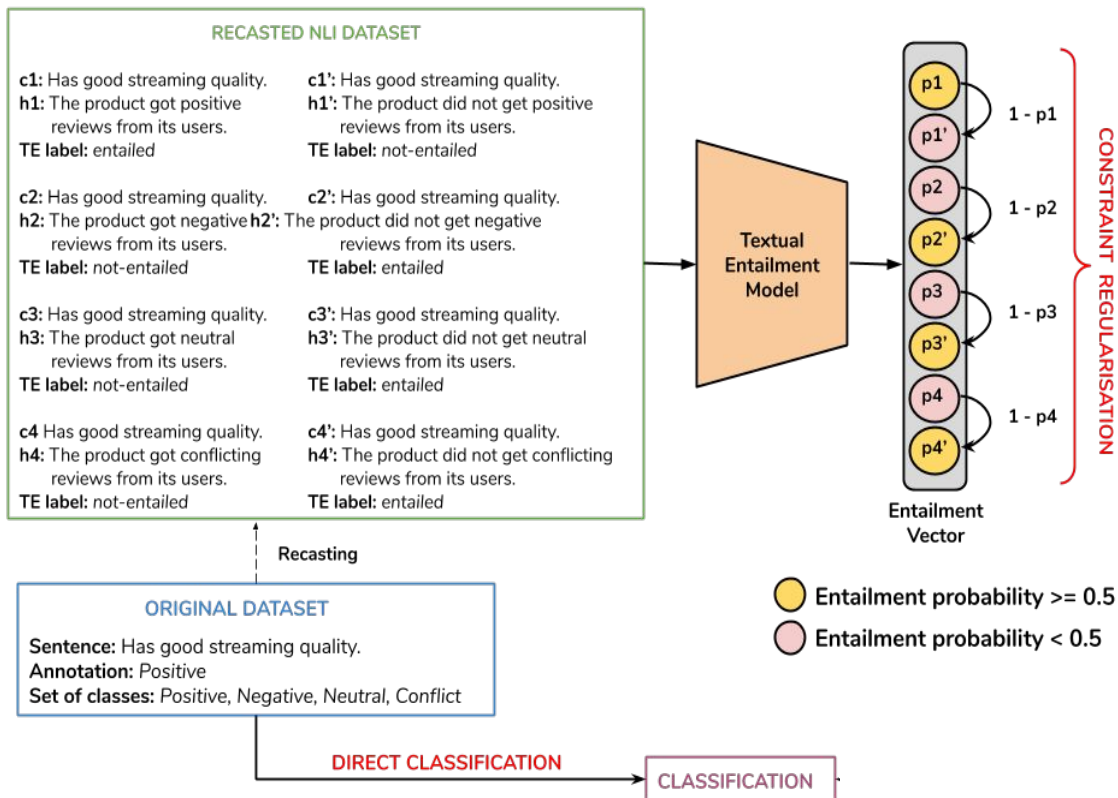 RECASTED NLI DATASET
c1: Has good streaming quality.
h1: The product got positive
reviews from its users.
TE label: entailed
c1': Has good streaming quality.
h1': The product did not get positive
reviews from its users.
TE label: not-entailed
c2: Has good streaming quality.
h2: The product got negative
reviews from its users.
TE label: not-entailed
c2': Has good streaming quality.
h2': The product did not get negative
reviews from its users.
TE label: entailed
c3: Has good streaming quality.
h3: The product got neutral
reviews from its users.
TE label: not-entailed
c3': Has good streaming quality.
h3': The product did not get neutral
reviews from its users.
TE label: entailed
c4 Has good streaming quality.
h4: The product got conflicting
reviews from its users.
TE label: not-entailed
c4': Has good streaming quality.
h4': The product did not get conflicting
reviews from its users.
TE label: entailed
Textual
Entailment
Model
p1
p1'
p2
p2'
p3
p3'
p4
p4'
1 - p1
1 - p2
1 - p3
1 - p4
CONSTRAINT REGULARISATION
Entailment
Vector
Recasting
ORIGINAL DATASET
Sentence: Has good streaming quality.
Annotation: Positive
Set of classes: Positive, Negative, Neutral, Conflict
Entailment probability >= 0.5
Entailment probability < 0.5
DIRECT CLASSIFICATION
CLASSIFICATION